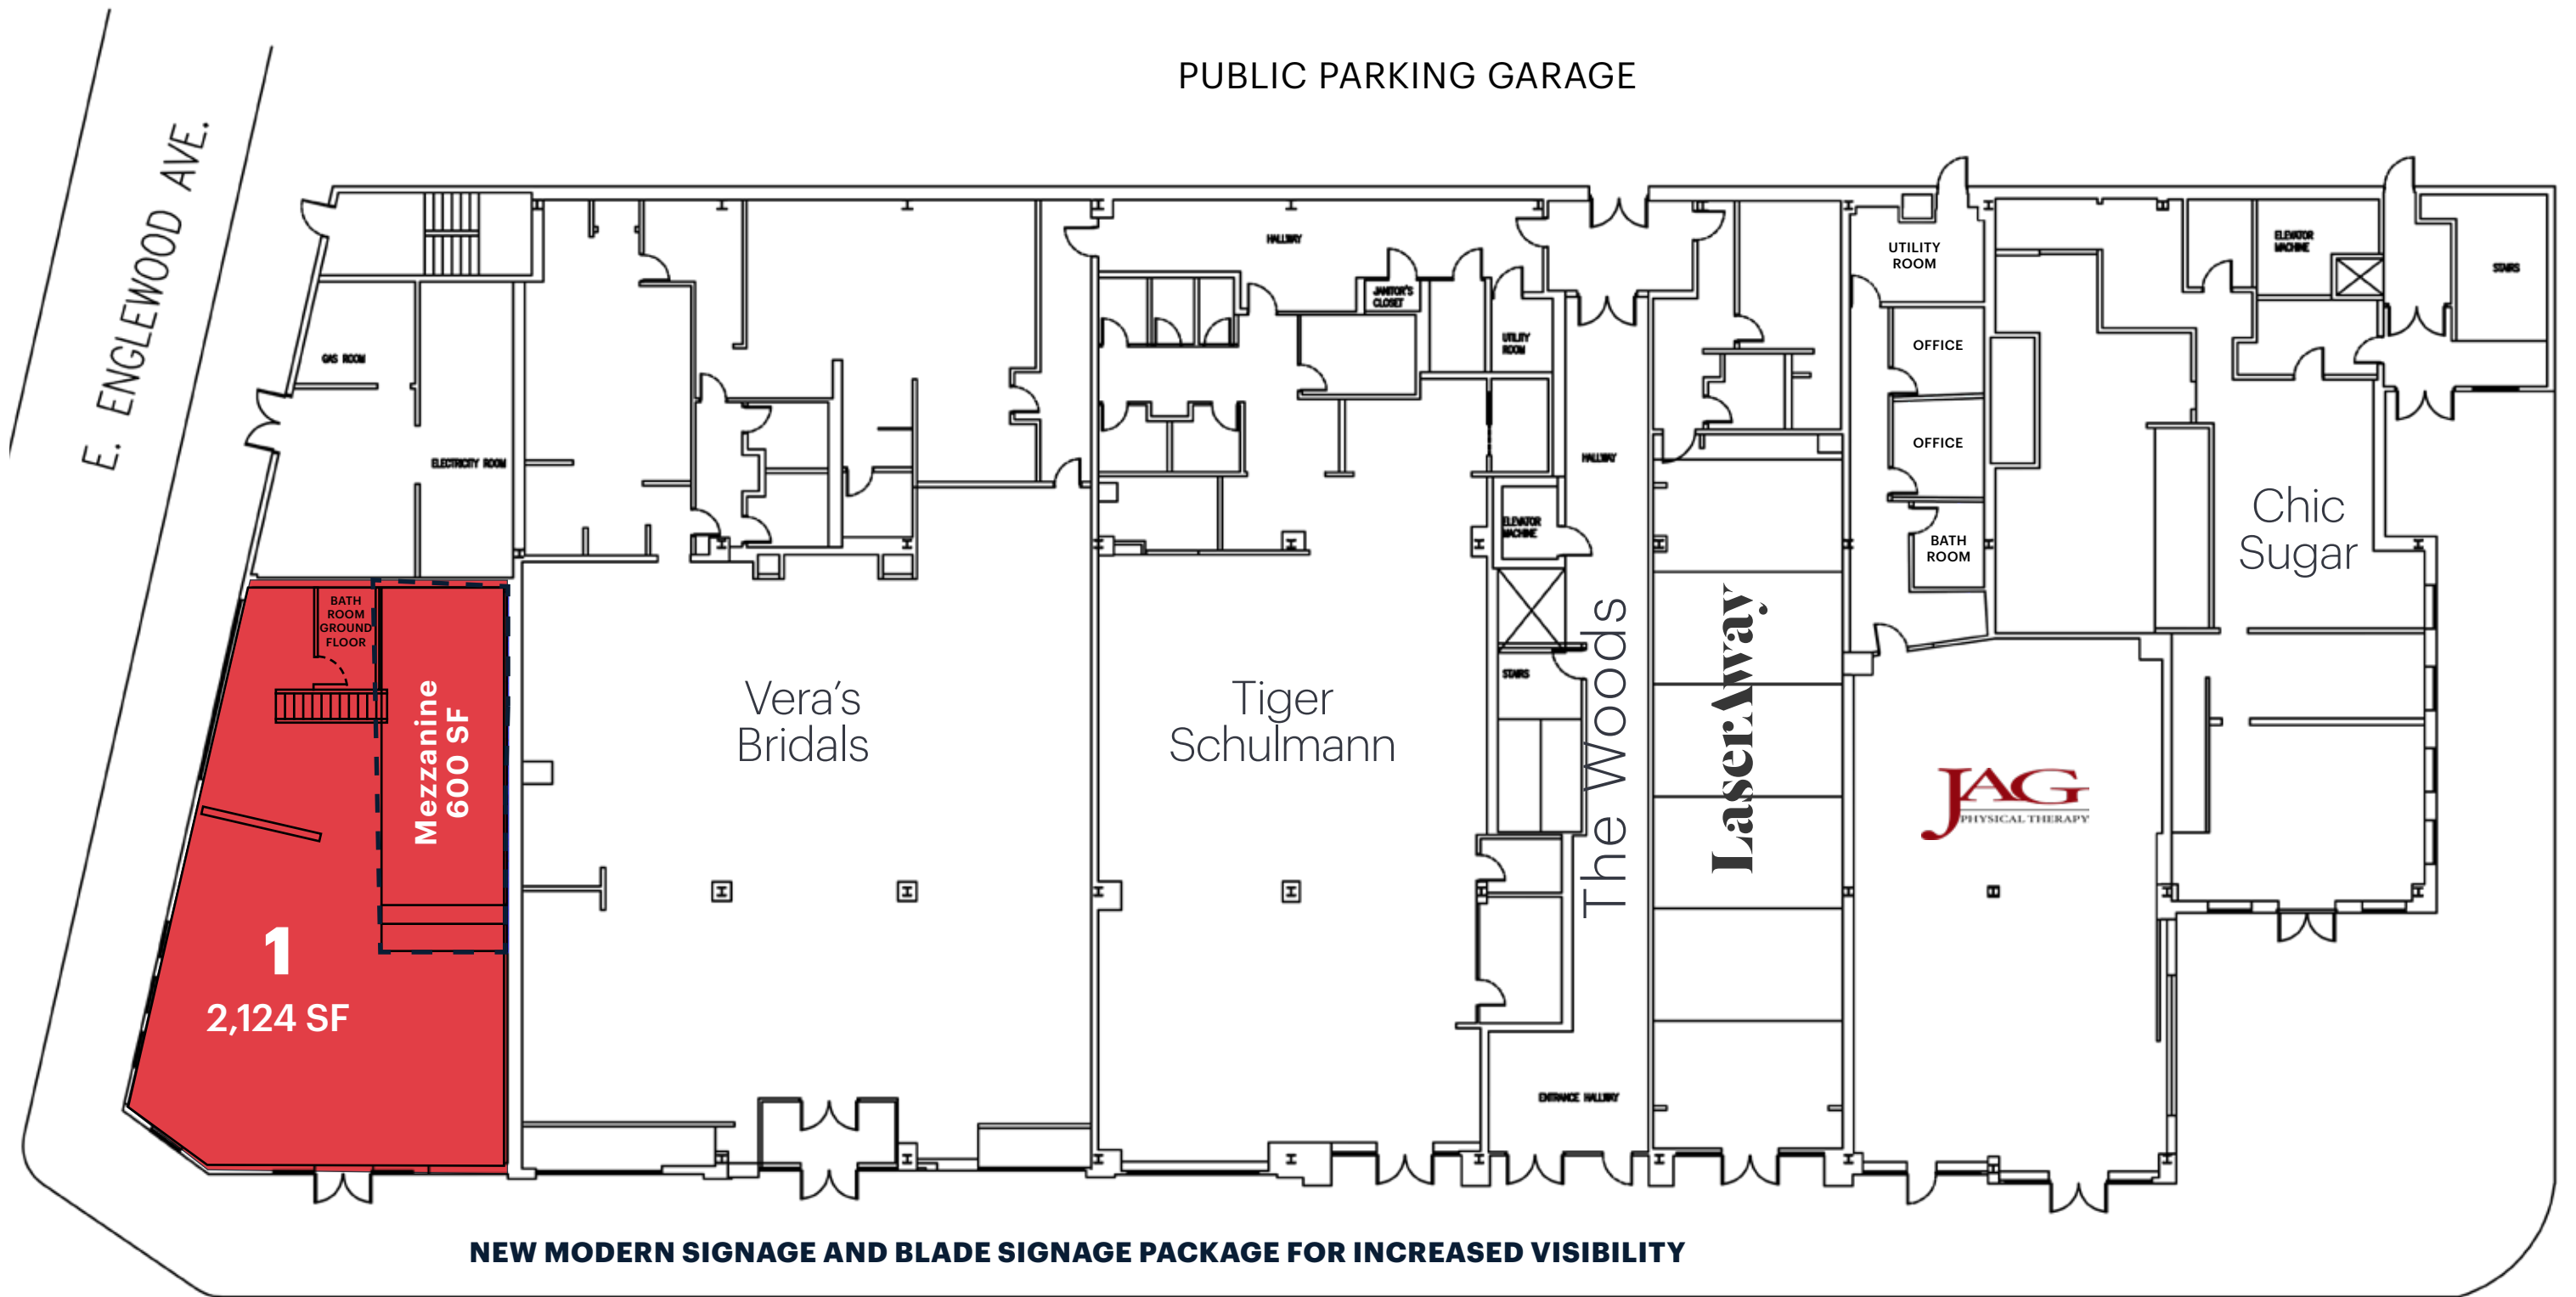 PUBLIC PARKING GARAGE
E. ENGLEWOOD AVE.
HALLWAY
UTILITY
ROOM
ELEVATOR
MACHINE
STAIRS
JANITOR'S
CLOSET
UTILITY
ROOM
GAS ROOM
OFFICE
ELECTRICITY ROOM
HALLWAY
OFFICE
ELEVATOR
MACHINE
BATH
ROOM
Chic
Sugar
BATH
ROOM
GROUND
FLOOR
Mezzanine
600 SF
Vera's
Bridals
Tiger
Schulmann
STAIRS
The Woods
LaserAway
JAG
PHYSICAL THERAPY
1
2,124 SF
ENTRANCE HALLWAY
NEW MODERN SIGNAGE AND BLADE SIGNAGE PACKAGE FOR INCREASED VISIBILITY